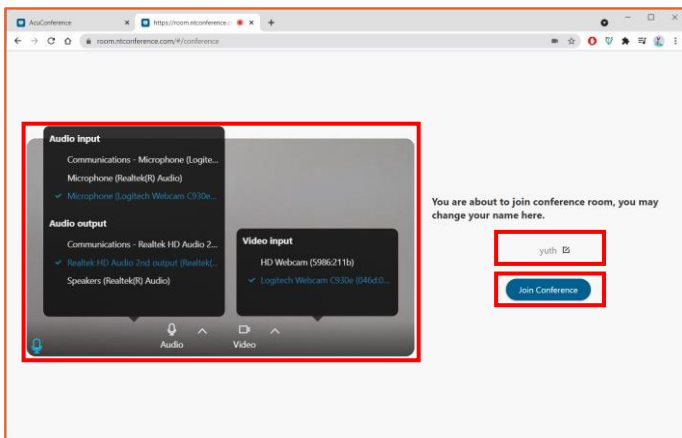 AcuConference
https://room.ntconference.c
room.ntconference.com/#/conference
Audio input
Communications - Microphone (Logite...
Microphone (Realtek(R) Audio)
Microphone (Logitech Webcam C930e...
Audio output
Communications - Realtek HD Audio 2...
Realtek HD Audio 2nd output (Realtek(...
Speakers (Realtek(R) Audio)
Audio
Video input
HD Webcam (5986:211b)
Logitech Webcam C930e (046d:0...
Video
You are about to join conference room, you may
change your name here.
yuth
Join Conference